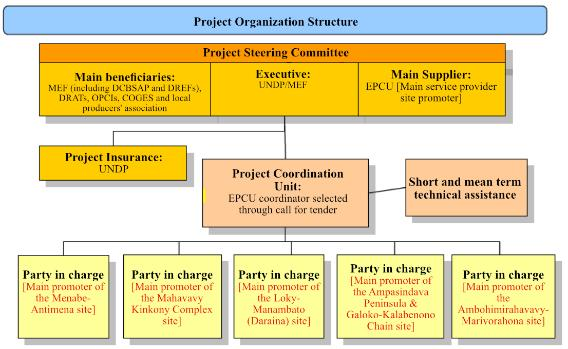 Project Organization Structure
Project Steering Committee
Main beneficiaries:
MEF (including DCBSAP and DREFs),
DRATs, OPCIs, COGES and local
producers' association
Executive:
UNDP/MEF
Main Supplier:
EPCU [Main service provider
site promoter]
Project Insurance:
UNDP
Project Coordination
Unit:
EPCU coordinator selected
through call for tender
Short and mean term
technical assistance
Party in charge
[Main promoter of
the Menabe-
Antimena site]
Party in charge
[Main promoter of
the Mahavavy
Kinkony Complex
site]
Party in charge
[Main promoter of
the Loky-
Manambato
(Daraina) site]
Party in charge
[Main promoter of
the Ampasindava
Peninsula &
Galoko-Kalabenono
Chain site]
Party in charge
[Main promoter of
the
Ambohimirahavavy-
Marivorahona site]